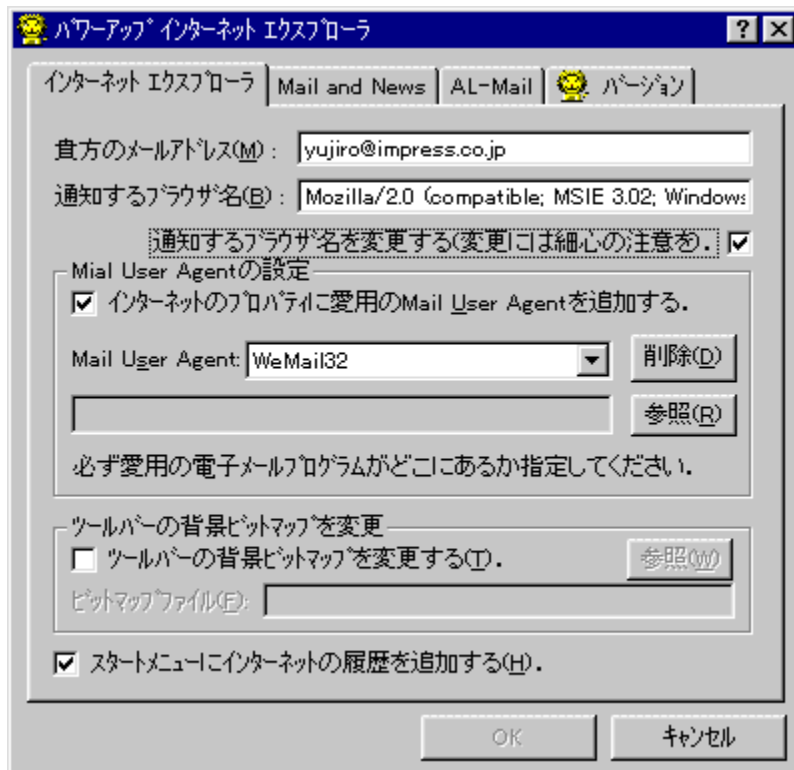 パワーアップ インターネット エクスプローラ
インターネット エクスプローラ Mail and News AL-Mail バージョン
貴方のメールアドレス(M) : yujiro@impress.co.jp
通知するブラウザ名(B) : Mozilla/2.0 (compatible; MSIE 3.02; Windows
通知するブラウザ名を変更する(変更には細心の注意を).
Mial User Agentの設定
インターネットのプロパティに愛用のMail User Agentを追加する.
Mail User Agent: WeMail32 削除(D)
参照(R)
必ず愛用の電子メールプログラムがどこにあるか指定してください.
ツールバーの背景ビットマップを変更
ツールバーの背景ビットマップを変更する(T). 参照(W)
ビットマップファイル(F):
スタートメニューにインターネットの履歴を追加する(H).
OK キャンセル